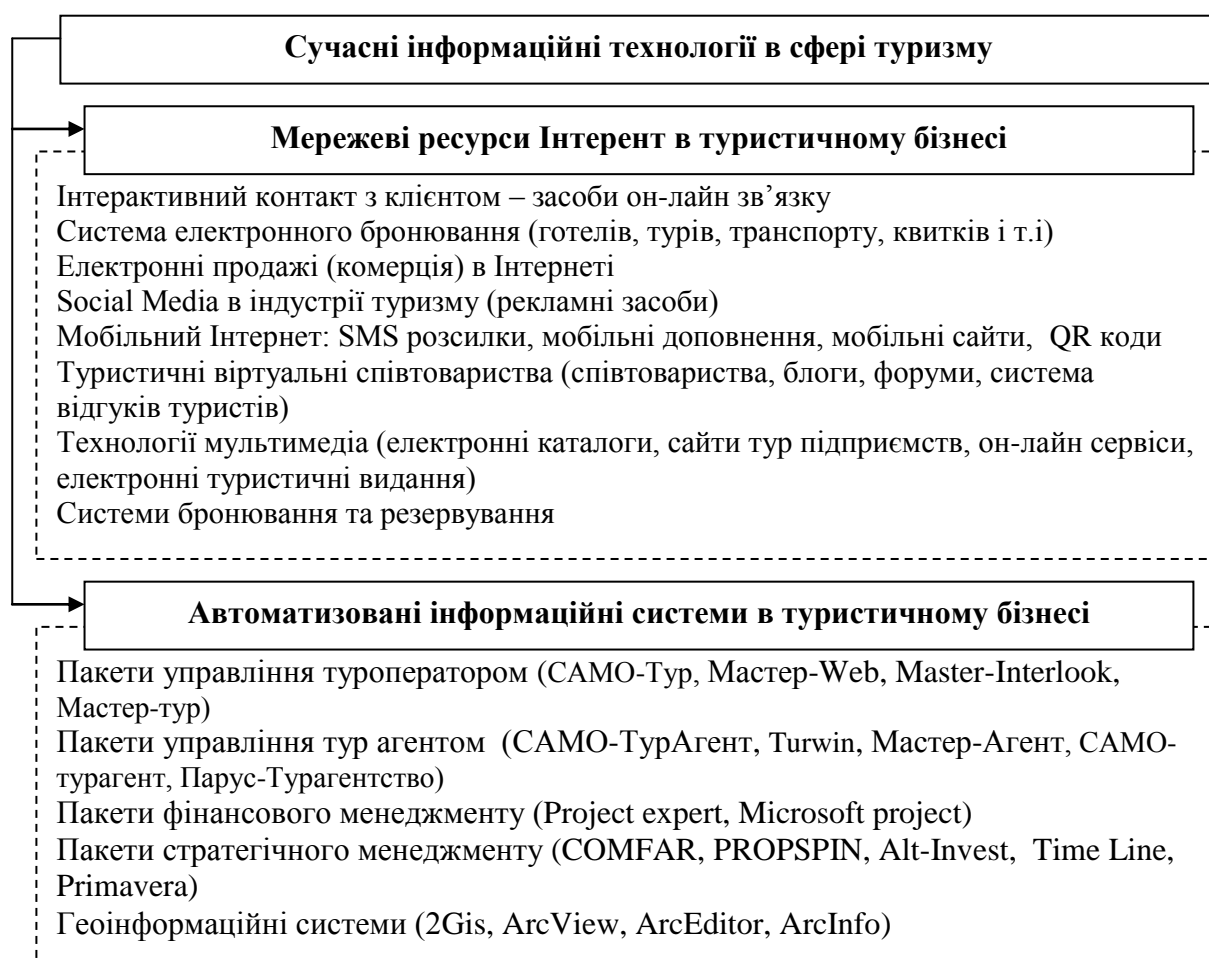 Сучасні інформаційні технології в сфері туризму
Мережеві ресурси Інтерент в туристичному бізнесі
Інтерактивний контакт з клієнтом – засоби он-лайн зв’язку
Система електронного бронювання (готелів, турів, транспорту, квитків і т.і)
Електронні продажі (комерція) в Інтернеті
Social Media в індустрії туризму (рекламні засоби)
Мобільний Інтернет: SMS розсилки, мобільні доповнення, мобільні сайти, QR коди
Туристичні віртуальні співтовариства (співтовариства, блоги, форуми, система
відгуків туристів)
Технології мультимедіа (електронні каталоги, сайти тур підприємств, он-лайн сервіси,
електронні туристичні видання)
Системи бронювання та резервування
Автоматизовані інформаційні системи в туристичному бізнесі
Пакети управління туроператором (САМО-Тур, Мастер-Web, Master-Interlook,
Мастер-тур)
Пакети управління тур агентом (САМО-ТурАгент, Turwin, Мастер-Агент, САМО-
турагент, Парус-Турагентство)
Пакети фінансового менеджменту (Project expert, Microsoft project)
Пакети стратегічного менеджменту (COMFAR, PROPSPIN, Alt-Invest, Time Line,
Primavera)
Геоінформаційні системи (2Gis, ArcView, ArcEditor, ArcInfo)